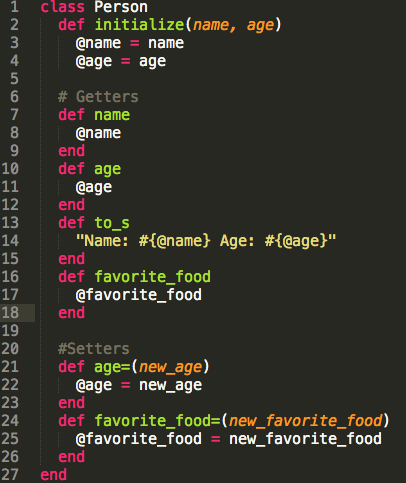 1 class Person
2   def initialize(name, age)
3     @name = name
4     @age = age
5
6   # Getters
7   def name
8     @name
9   end
10   def age
11     @age
12   end
13   def to_s
14     "Name: #{@name} Age: #{@age}"
15   end
16   def favorite_food
17     @favorite_food
18   end
19
20   #Setters
21   def age=(new_age)
22     @age = new_age
23   end
24   def favorite_food=(new_favorite_food)
25     @favorite_food = new_favorite_food
26   end
27 end